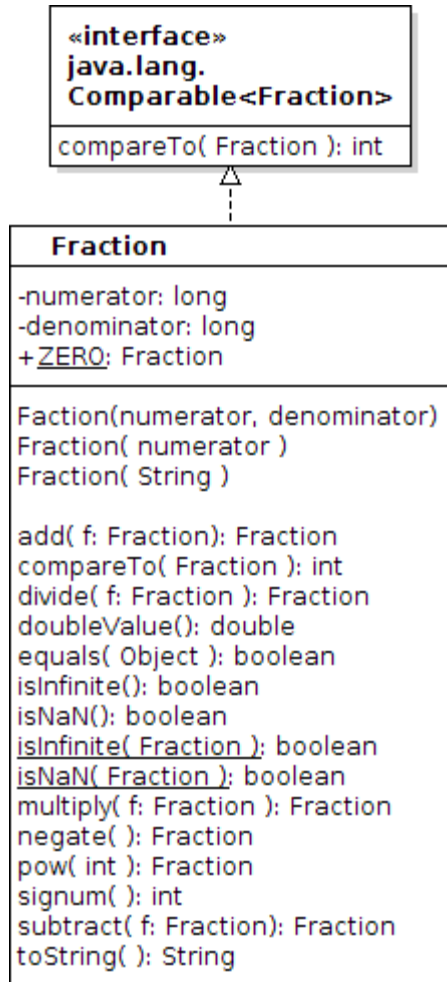 «interface»
java.lang.
Comparable<Fraction>
compareTo( Fraction ): int
Fraction
-numerator: long
-denominator: long
+ZERO: Fraction
Faction(numerator, denominator)
Fraction( numerator )
Fraction( String )
add( f: Fraction): Fraction
compareTo( Fraction ): int
divide( f: Fraction ): Fraction
doubleValue(): double
equals( Object ): boolean
isInfinite(): boolean
isNaN(): boolean
isInfinite( Fraction ): boolean
isNaN( Fraction ): boolean
multiply( f: Fraction ): Fraction
negate( ): Fraction
pow( int ): Fraction
signum( ): int
subtract( f: Fraction): Fraction
toString( ): String